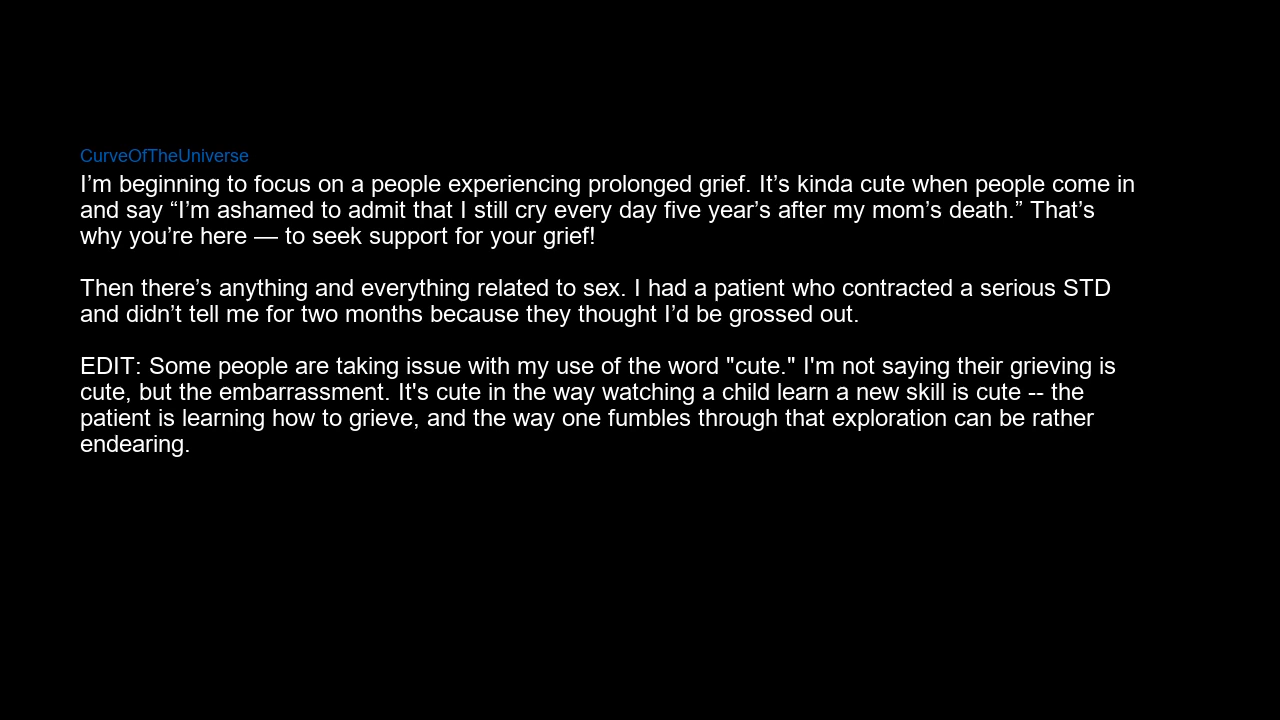 CurveOfTheUniverse
I’m beginning to focus on a people experiencing prolonged grief. It’s kinda cute when people come in
and say “I’m ashamed to admit that I still cry every day five year’s after my mom’s death.” That’s
why you’re here — to seek support for your grief!
Then there’s anything and everything related to sex. I had a patient who contracted a serious STD
and didn’t tell me for two months because they thought I’d be grossed out.
EDIT: Some people are taking issue with my use of the word "cute." I'm not saying their grieving is
cute, but the embarrassment. It's cute in the way watching a child learn a new skill is cute -- the
patient is learning how to grieve, and the way one fumbles through that exploration can be rather
endearing.